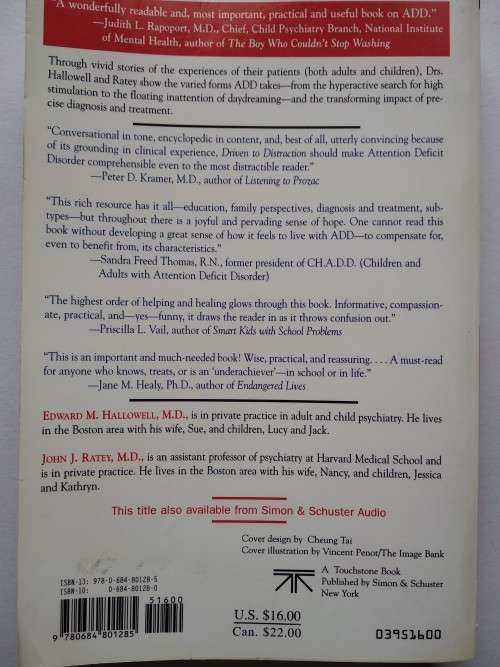 "A wonderfully readable and, most important, practical and useful book on ADD."
—Judith L. Rapoport, M.D., Chief, Child Psychiatry Branch, National Institute
of Mental Health, author of The Boy Who Couldn't Stop Washing
Through vivid stories of the experiences of their patients (both adults and children), Drs.
Hallowell and Ratey show the varied forms ADD takes—from the hyperactive search for high
stimulation to the floating inattention of daydreaming—and the transforming impact of pre-
cise diagnosis and treatment.
"Conversational in tone, encyclopedic in content, and, best of all, utterly convincing because
of its grounding in clinical experience, Driven to Distraction should make Attention Deficit
Disorder comprehensible even to the most distractible reader."
—Peter D. Kramer, M.D., author of Listening to Prozac
"This rich resource has it all—education, family perspectives, diagnosis and treatment, sub-
types—but throughout there is a joyful and pervading sense of hope. One cannot read this
book without developing a great sense of how it feels to live with ADD—to compensate for,
even to benefit from, its characteristics."
—Sandra Freed Thomas, R.N., former president of CH.A.D.D. (Children and
Adults with Attention Deficit Disorder)
"The highest order of helping and healing glows through this book. Informative, compassion-
ate, practical, and—yes—funny, it draws the reader in as it throws confusion out."
—Priscilla L. Vail, author of Smart Kids with School Problems
"This is an important and much-needed book! Wise, practical, and reassuring. . . . A must-read
for anyone who knows, treats, or is an 'underachiever'—in school or in life."
—Jane M. Healy, Ph.D., author of Endangered Lives
EDWARD M. HALLOWELL, M.D., is in private practice in adult and child psychiatry. He lives
in the Boston area with his wife, Sue, and children, Lucy and Jack.
JOHN J. RATEY, M.D., is an assistant professor of psychiatry at Harvard Medical School and
is in private practice. He lives in the Boston area with his wife, Nancy, and children, Jessica
and Kathryn.
This title also available from Simon & Schuster Audio
Cover design by Cheung Tai
Cover illustration by Vincent Penot/The Image Bank
A Touchstone Book
Published by Simon & Schuster
New York
ISBN-13: 978-0-684-80128-5
ISBN-10: 0-684-80128-0
51600
9 780684 801285
U.S. $16.00
Can. $22.00
03951600